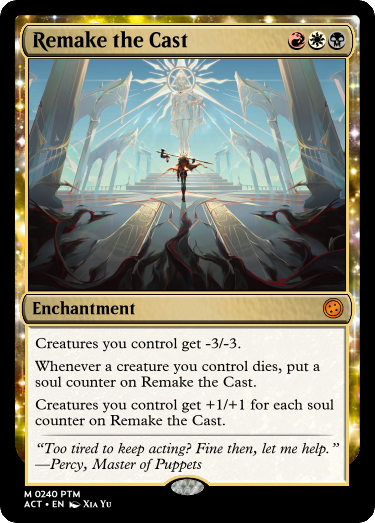 Remake the Cast
Enchantment
Creatures you control get -3/-3.
Whenever a creature you control dies, put a
soul counter on Remake the Cast.
Creatures you control get +1/+1 for each soul
counter on Remake the Cast.
“Too tired to keep acting? Fine then, let me help.”
—Percy, Master of Puppets
M 0240 PTM
ACT • EN Xia Yu